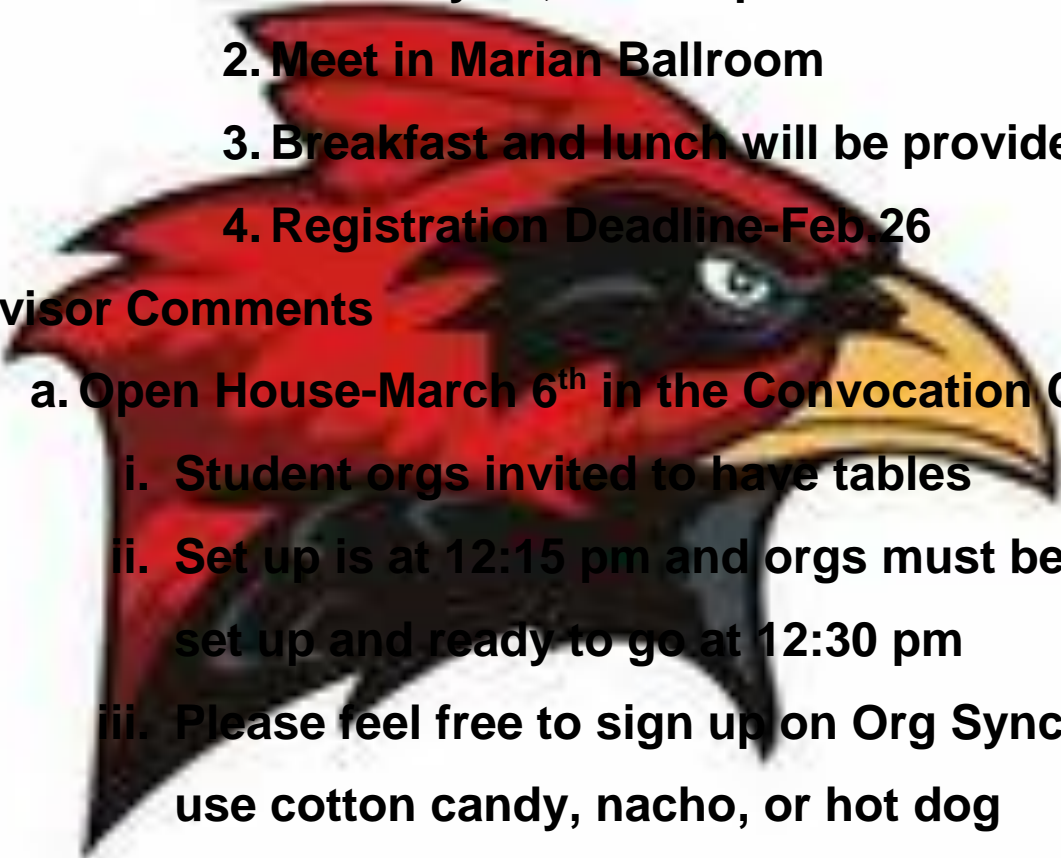 2. Meet in Marian Ballroom
3. Breakfast and lunch will be provide
4. Registration Deadline-Feb.26
visor Comments
a. Open House-March 6th in the Convocation
i. Student orgs invited to have tables
ii. Set up is at 12:15 pm and orgs must be
set up and ready to go at 12:30 pm
iii. Please feel free to sign up on Org Sync
use cotton candy, nacho, or hot dog